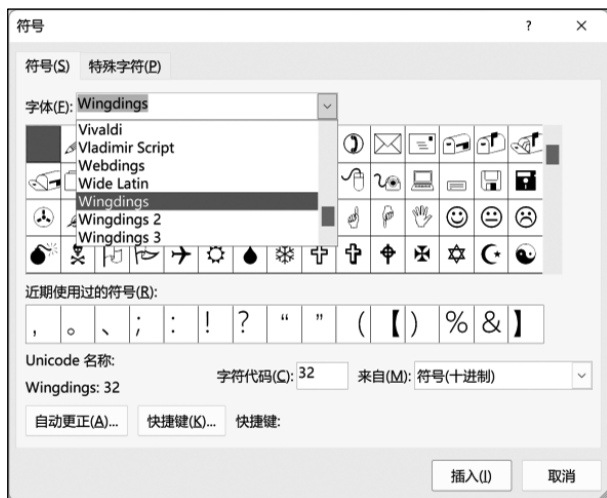 符号
? ×
符号(S) 特殊字符(P)
字体(F): Wingdings
Vivaldi
Vladimir Script
Webdings
Wide Latin
Wingdings
Wingdings 2
Wingdings 3
近期使用过的符号(R):
, 。 、 ; : ! ? “ ” ( 【 ) % & 】
Unicode 名称:
Wingdings: 32
字符代码(C): 32 来自(M): 符号(十进制)
自动更正(A)... 快捷键(K)... 快捷键:
插入(I) 取消